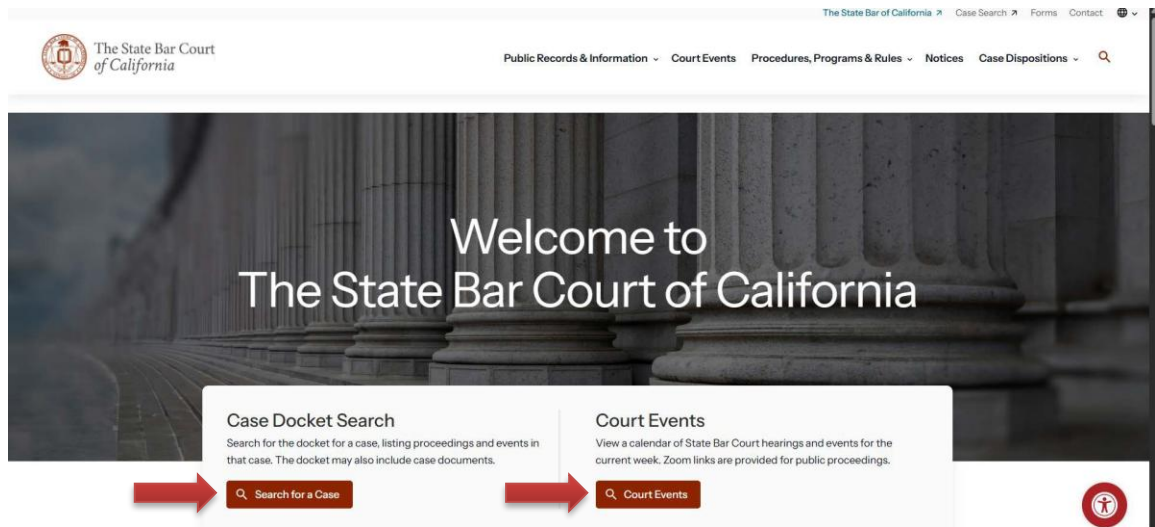 The State Bar of California Case Search Forms Contact
The State Bar Court
of California
Public Records & Information Court Events Procedures, Programs & Rules Notices Case Dispositions
Welcome to
The State Bar Court of California
Case Docket Search
Search for the docket for a case, listing proceedings and events in
that case. The docket may also include case documents.
Search for a Case
Court Events
View a calendar of State Bar Court hearings and events for the
current week. Zoom links are provided for public proceedings.
Court Events